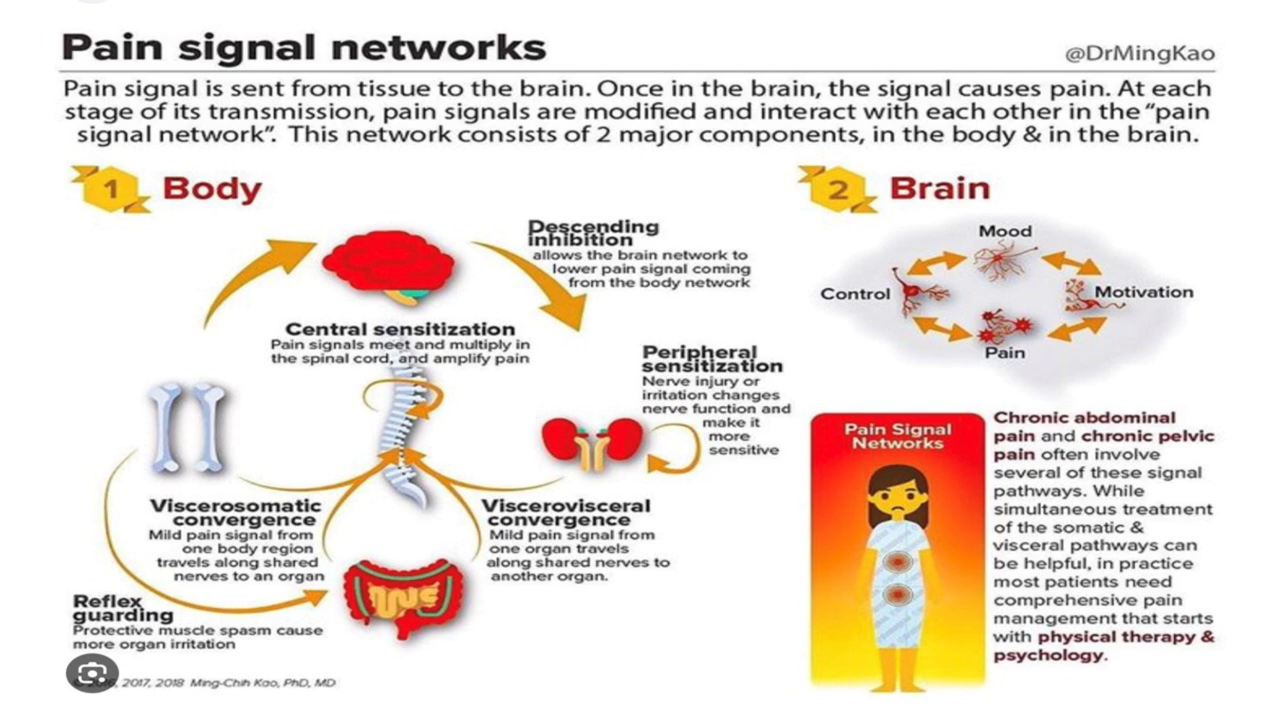 Pain signal networks
@DrMingKao
Pain signal is sent from tissue to the brain. Once in the brain, the signal causes pain. At each
stage of its transmission, pain signals are modified and interact with each other in the “pain
signal network”. This network consists of 2 major components, in the body & in the brain.
1 Body
Descending
inhibition
allows the brain network to
lower pain signal coming
from the body network
Central sensitization
Pain signals meet and multiply in
the spinal cord, and amplify pain
Peripheral
sensitization
Nerve injury or
irritation changes
nerve function and
make it
more
sensitive
Viscerosomatic
convergence
Mild pain signal from
one body region
travels along shared
nerves to an organ
Viscerovisceral
convergence
Mild pain signal from
one organ travels
along shared nerves to
another organ.
Reflex
guarding
Protective muscle spasm cause
more organ irritation
2 Brain
Mood
Control
Motivation
Pain
Pain Signal
Networks
Chronic abdominal
pain and chronic pelvic
pain often involve
several of these signal
pathways. While
simultaneous treatment
of the somatic &
visceral pathways can
be helpful, in practice
most patients need
comprehensive pain
management that starts
with physical therapy &
psychology.
2017, 2018 Ming-Chih Kao, PhD, MD